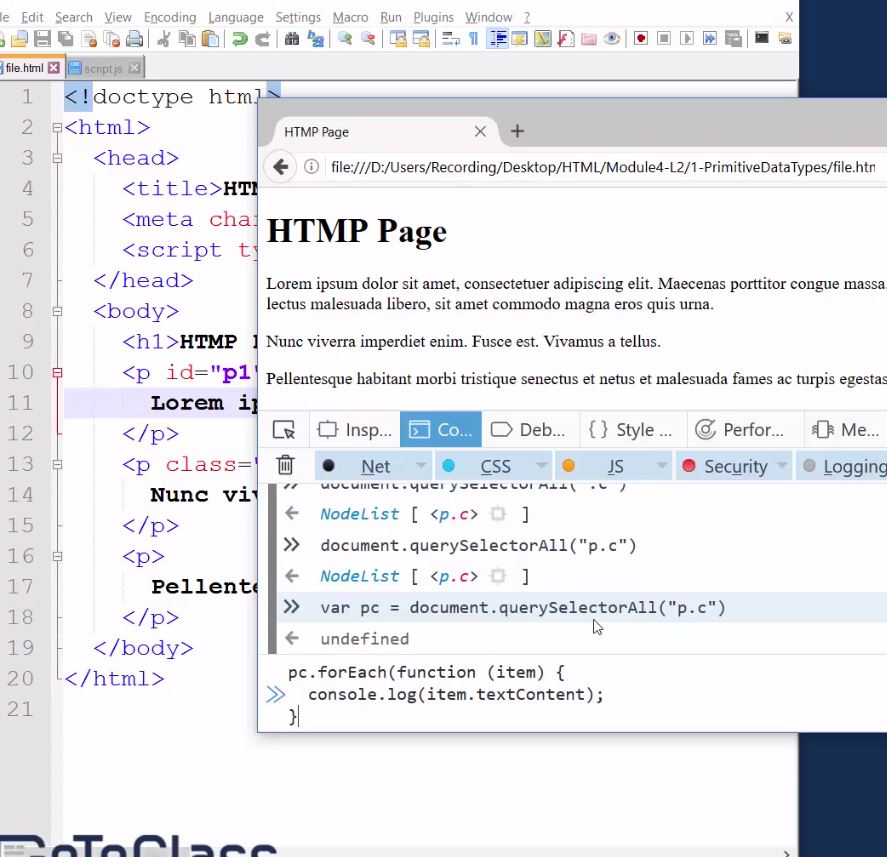 Edit Search View Encoding Language Settings Macro Run Plugins Window ? X
file.html script.js
1 <!doctype html>
2 <html>
3 <head>
4 <title>HTM
5 <meta cha
6 <script ty
7 </head>
8 <body>
9 <h1>HTMP
10 <p id="p1"
11 Lorem ip
12 </p>
13 <p class="
14 Nunc viv
15 </p>
16 <p>
17 Pellente
18 </p>
19 </body>
20 </html>
21
HTMP Page
file:///D:/Users/Recording/Desktop/HTML/Module4-L2/1-PrimitiveDataTypes/file.htm
HTMP Page
Lorem ipsum dolor sit amet, consectetuer adipiscing elit. Maecenas porttitor congue massa.
lectus malesuada libero, sit amet commodo magna eros quis urna.
Nunc viverra imperdiet enim. Fusce est. Vivamus a tellus.
Pellentesque habitant morbi tristique senectus et netus et malesuada fames ac turpis egestas
Insp... Co... Deb... Style ... Perfor... Me...
Net CSS JS Security Logging
document.querySelectorAll(".c")
NodeList [ <p.c> ]
document.querySelectorAll("p.c")
NodeList [ <p.c> ]
var pc = document.querySelectorAll("p.c")
undefined
pc.forEach(function (item) {
console.log(item.textContent);
}
GoToClass